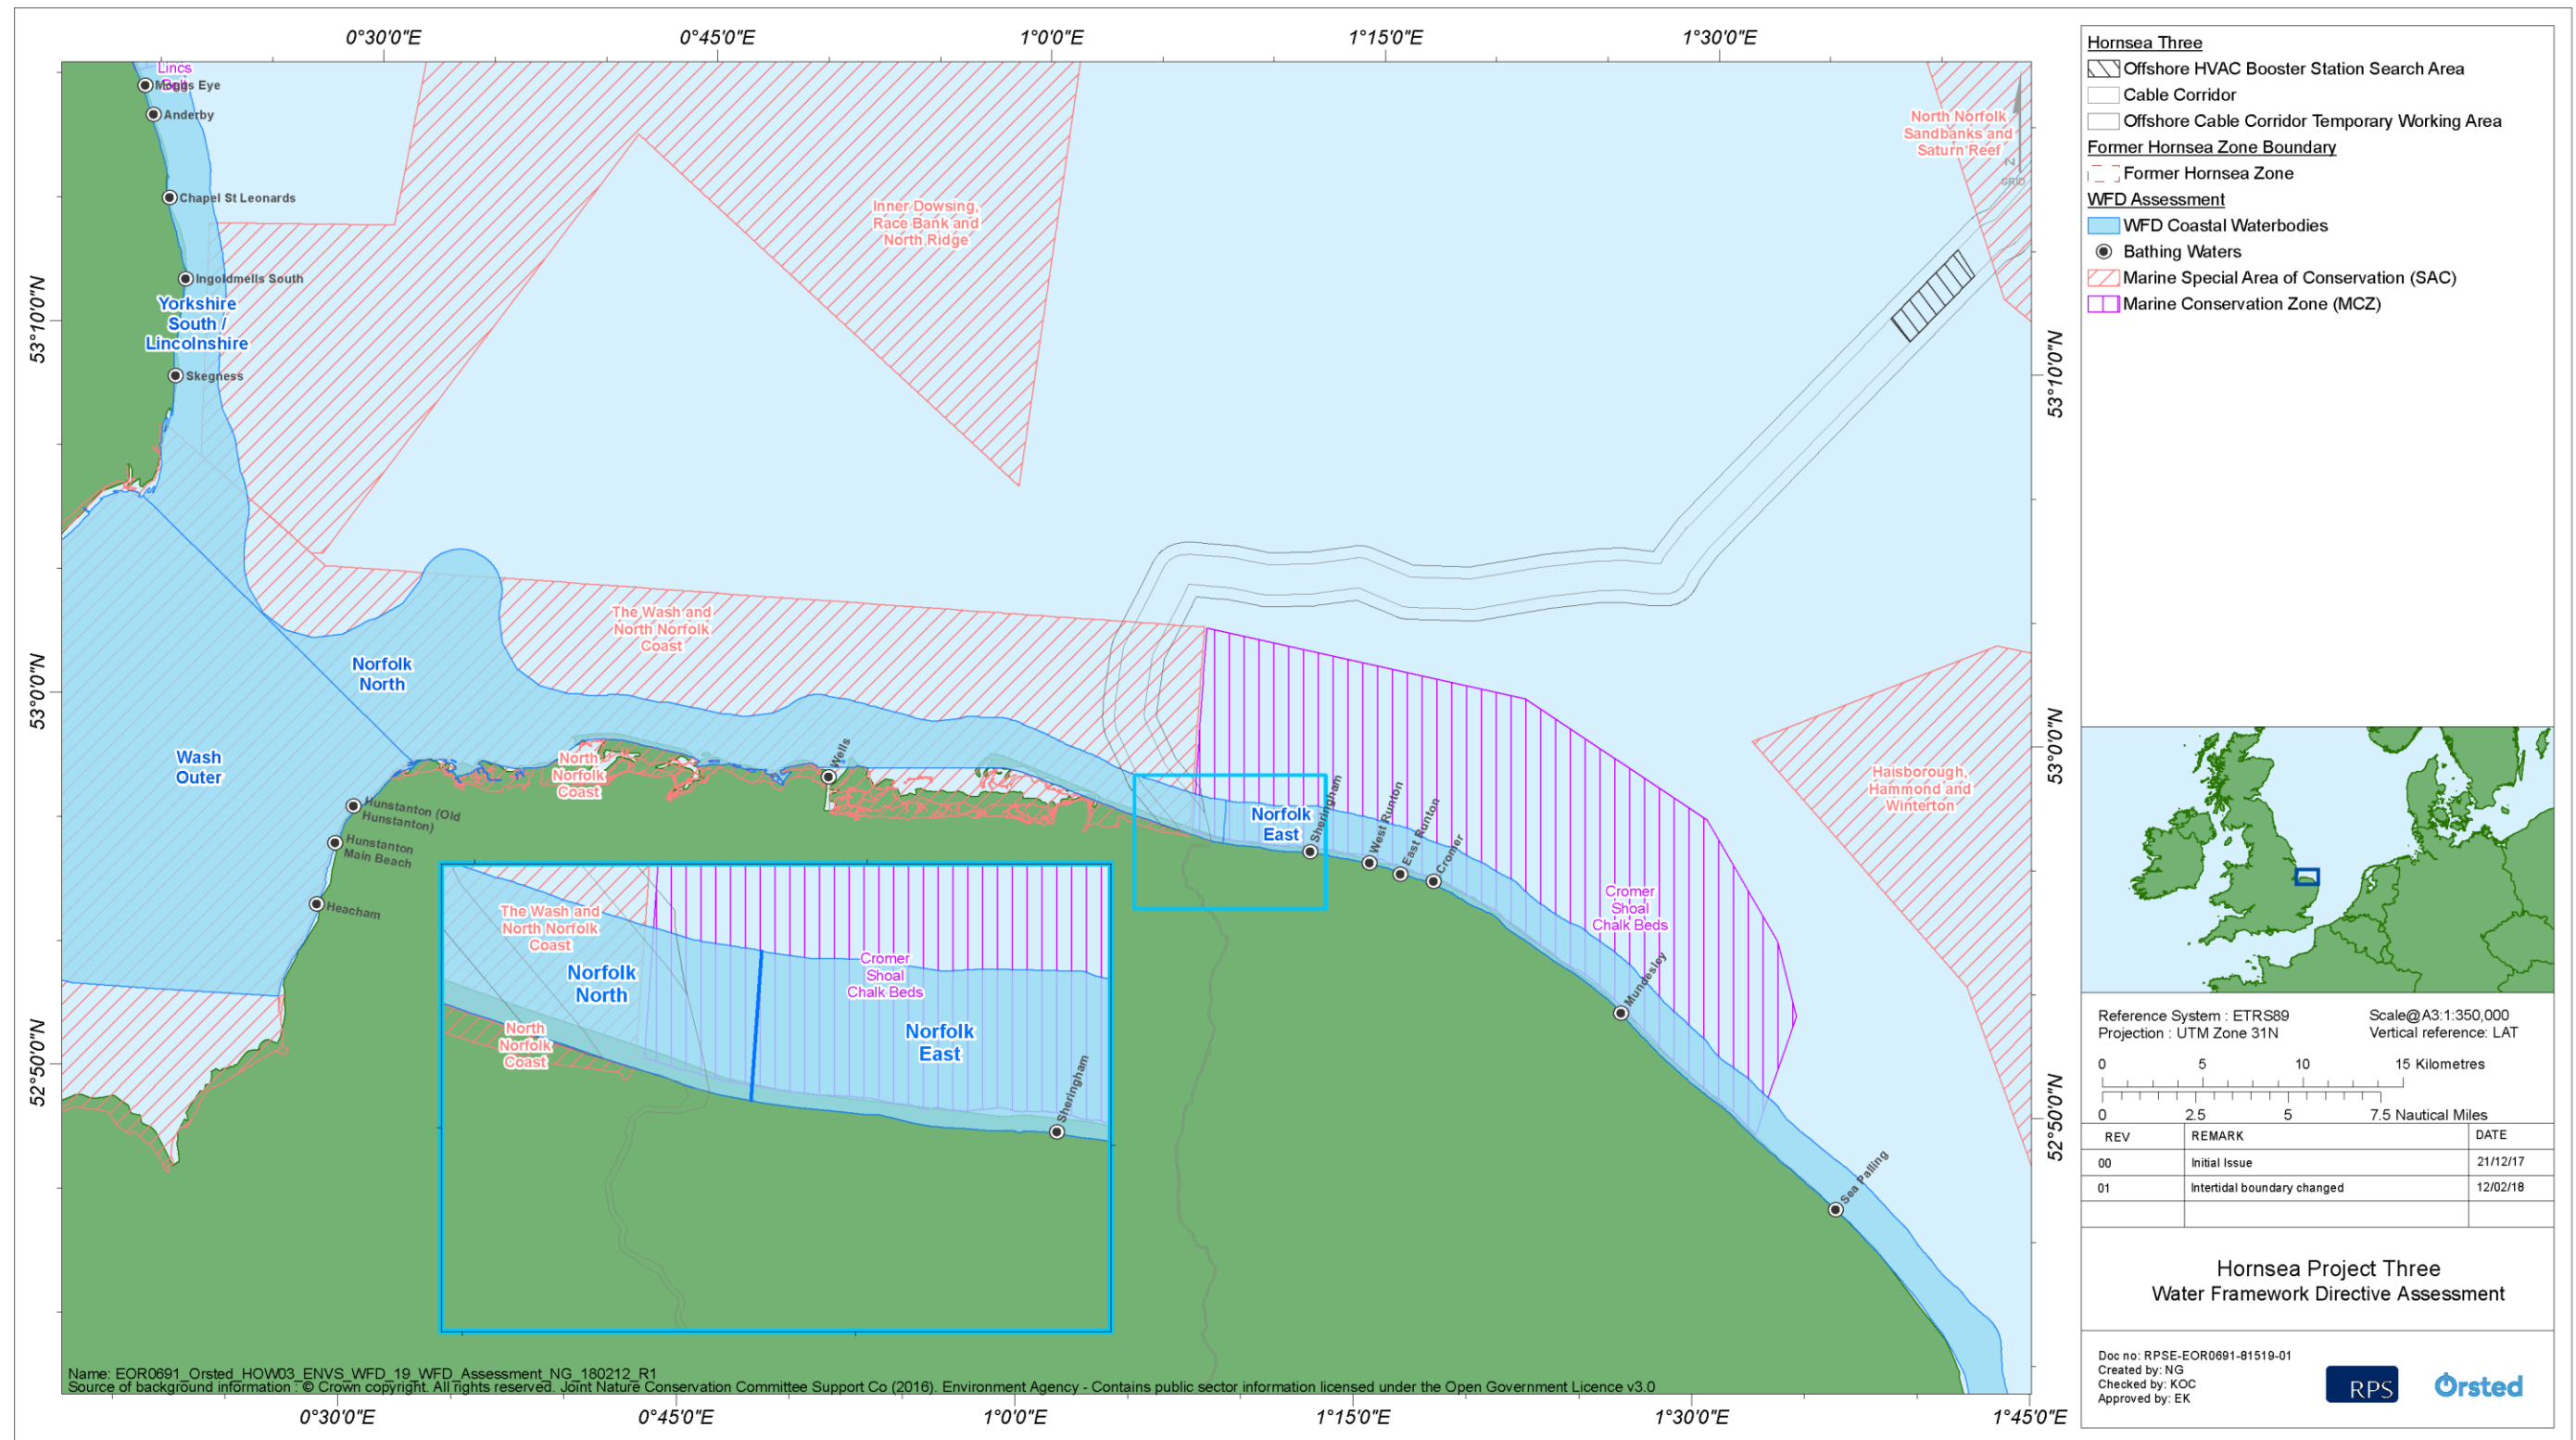 0°30'0"E
0°45'0"E
1°0'0"E
1°15'0"E
1°30'0"E
53°10'0"N
53°0'0"N
52°50'0"N
53°10'0"N
53°0'0"N
52°50'0"N
0°30'0"E
0°45'0"E
1°0'0"E
1°15'0"E
1°30'0"E
1°45'0"E
Lincs
Moggs Eye
Anderby
Chapel St Leonards
Ingoldmells South
Yorkshire
South /
Lincolnshire
Skegness
Inner Dowsing,
Race Bank and
North Ridge
North Norfolk
Sandbanks and
Saturn Reef
N
GRID
The Wash and
North Norfolk
Coast
Norfolk
North
Wash
Outer
North
Norfolk
Coast
Wells
Hunstanton (Old
Hunstanton)
Hunstanton
Main Beach
Heacham
Norfolk
East
Sheringham
West Runton
East Runton
Cromer
Cromer
Shoal
Chalk Beds
Haisborough,
Hammond and
Winterton
Mundesley
Sea Palling
The Wash and
North Norfolk
Coast
Norfolk
North
North
Norfolk
Coast
Cromer
Shoal
Chalk Beds
Norfolk
East
Sheringham
Name: EOR0691_Orsted_HOW03_ENVS_WFD_19_WFD_Assessment_NG_180212_R1
Source of background information : © Crown copyright. All rights reserved. Joint Nature Conservation Committee Support Co (2016). Environment Agency - Contains public sector information licensed under the Open Government Licence v3.0
Hornsea Three
Offshore HVAC Booster Station Search Area
Cable Corridor
Offshore Cable Corridor Temporary Working Area
Former Hornsea Zone Boundary
Former Hornsea Zone
WFD Assessment
WFD Coastal Waterbodies
Bathing Waters
Marine Special Area of Conservation (SAC)
Marine Conservation Zone (MCZ)
Reference System : ETRS89 Scale@A3:1:350,000
Projection : UTM Zone 31N Vertical reference: LAT
0 5 10 15 Kilometres
0 2.5 5 7.5 Nautical Miles
REV REMARK DATE
00 Initial Issue 21/12/17
01 Intertidal boundary changed 12/02/18
Hornsea Project Three
Water Framework Directive Assessment
Doc no: RPSE-EOR0691-81519-01
Created by: NG
Checked by: KOC
Approved by: EK
RPS
Ørsted